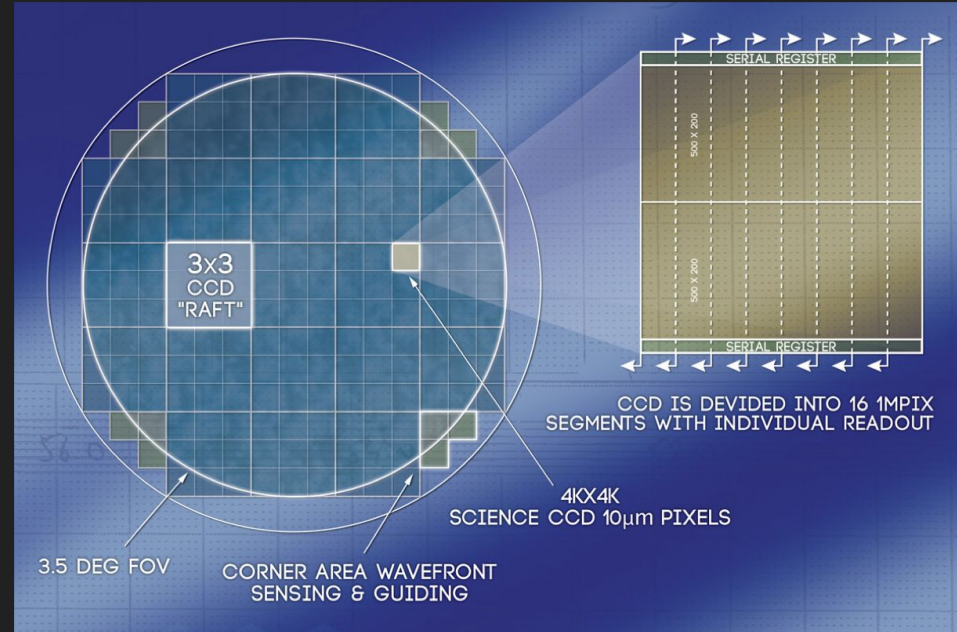 SERIAL REGISTER
500 X 200
500 X 200
SERIAL REGISTER
3x3
CCD
"RAFT"
CCD IS DEVIDED INTO 16 1MPIX
SEGMENTS WITH INDIVIDUAL READOUT
4KX4K
SCIENCE CCD 10μm PIXELS
3.5 DEG FOV
CORNER AREA WAVEFRONT
SENSING & GUIDING